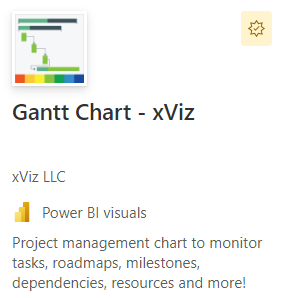 Gantt Chart - xViz
xViz LLC
Power BI visuals
Project management chart to monitor
tasks, roadmaps, milestones,
dependencies, resources and more!